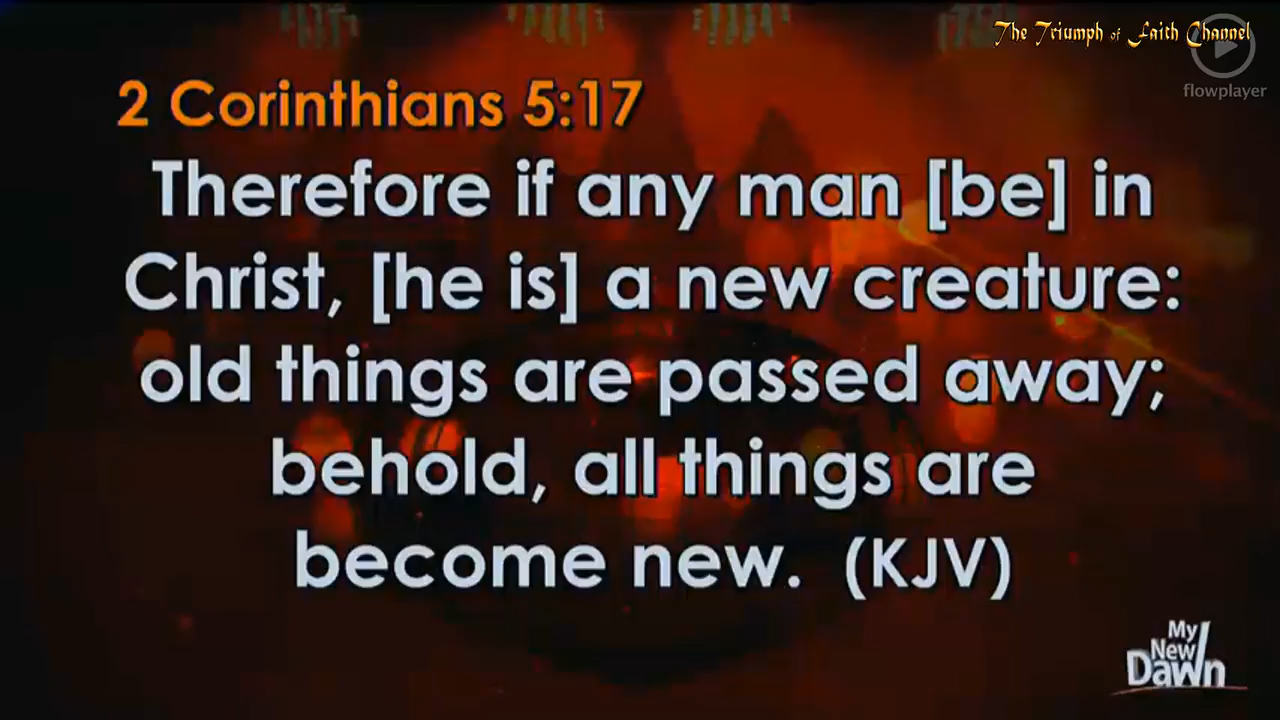 The Triumph of Faith Channel
flowplayer
2 Corinthians 5:17
Therefore if any man [be] in
Christ, [he is] a new creature:
old things are passed away;
behold, all things are
become new. (KJV)
My
New
Dawn